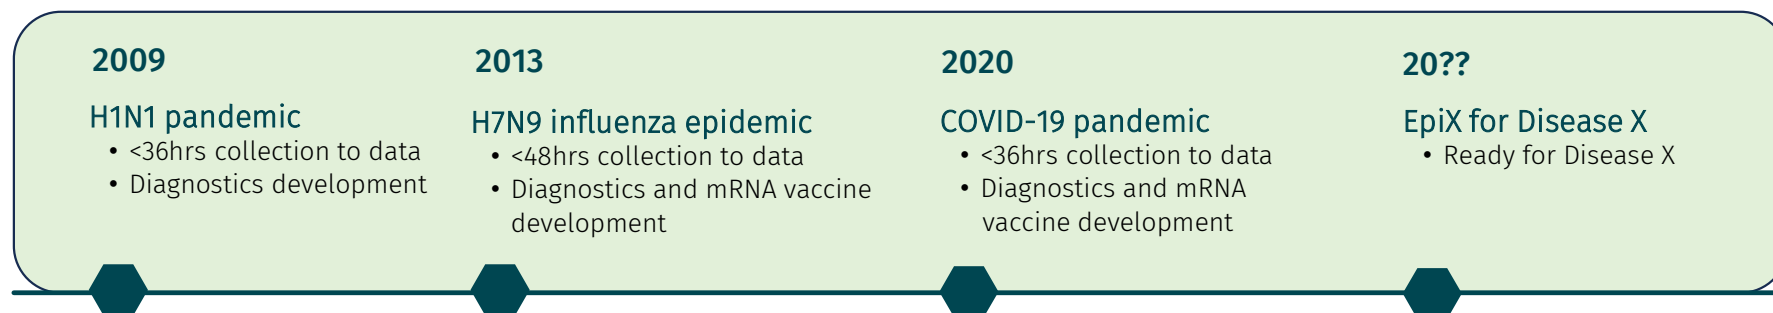 2009
H1N1 pandemic
• <36hrs collection to data
• Diagnostics development
2013
H7N9 influenza epidemic
• <48hrs collection to data
• Diagnostics and mRNA vaccine
development
2020
COVID-19 pandemic
• <36hrs collection to data
• Diagnostics and mRNA
vaccine development
20??
EpiX for Disease X
• Ready for Disease X